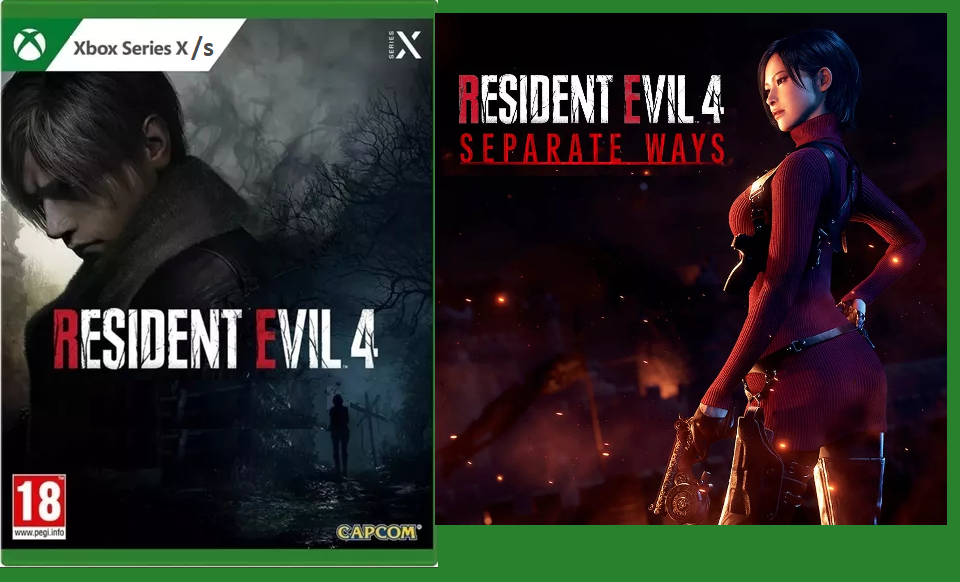 Xbox Series X/S
SERIES X
RESIDENT EVIL 4
18
www.pegi.info
CAPCOM®
RESIDENT EVIL 4
SEPARATE WAYS